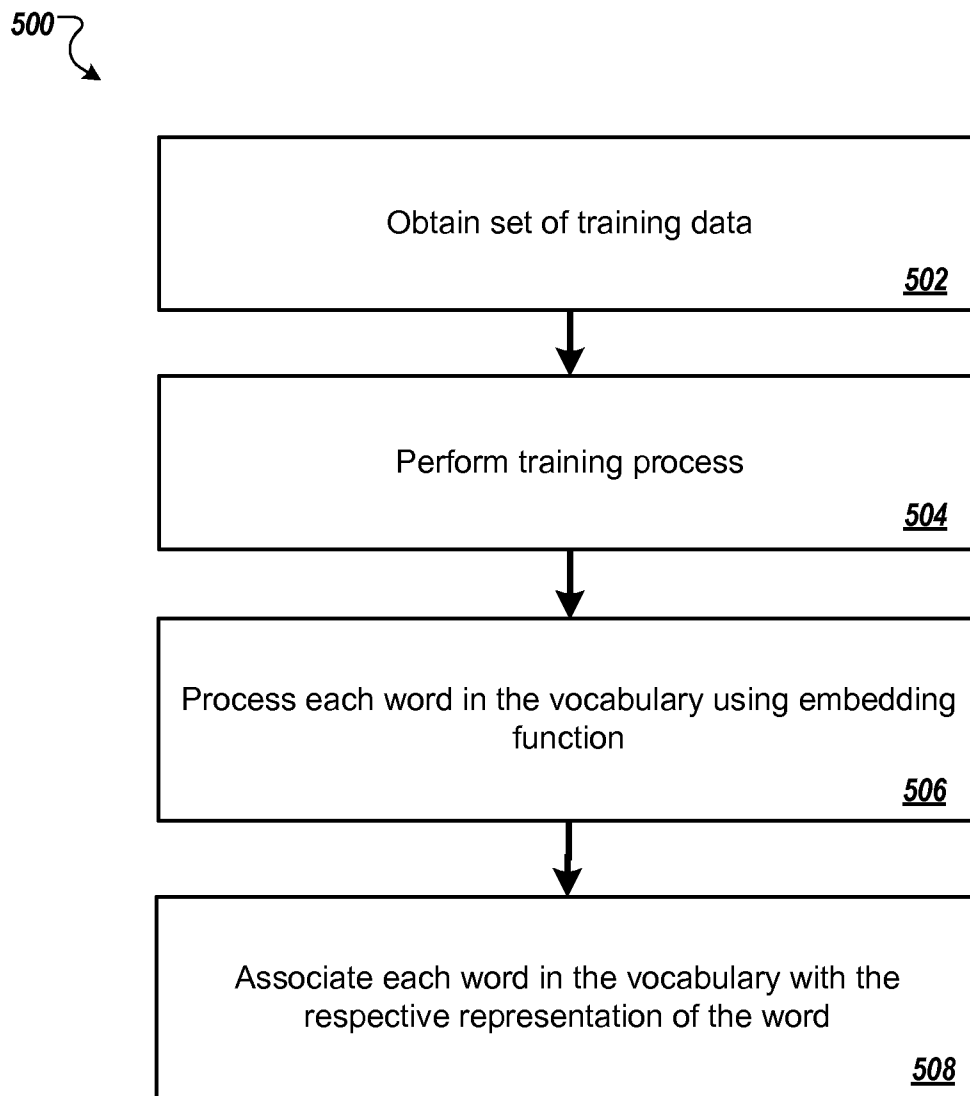 500
Obtain set of training data
502
Perform training process
504
Process each word in the vocabulary using embedding
function
506
Associate each word in the vocabulary with the
respective representation of the word
508